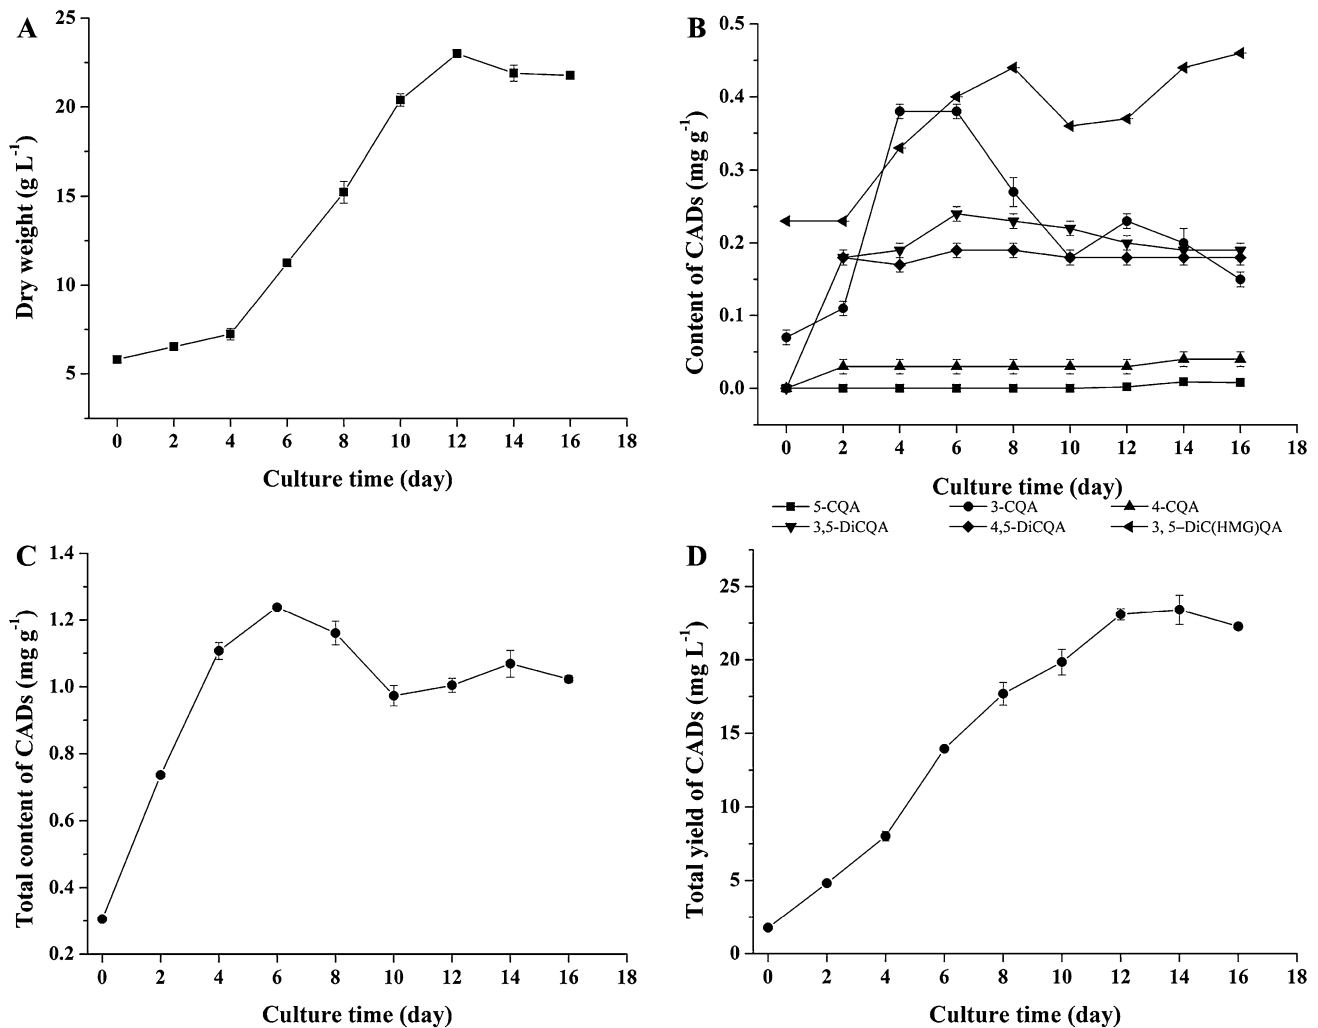 A
Dry weight (g L-1)
25
20
15
10
5
0 2 4 6 8 10 12 14 16 18
Culture time (day)
B
Content of CADs (mg g-1)
0.5
0.4
0.3
0.2
0.1
0.0
0 2 4 6 8 10 12 14 16 18
Culture time (day)
5-CQA 3-CQA 4-CQA
3,5-DiCQA 4,5-DiCQA 3, 5–DiC(HMG)QA
C
Total content of CADs (mg g-1)
1.4
1.2
1.0
0.8
0.6
0.4
0.2
0 2 4 6 8 10 12 14 16 18
Culture time (day)
D
Total yield of CADs (mg L-1)
25
20
15
10
5
0
0 2 4 6 8 10 12 14 16 18
Culture time (day)